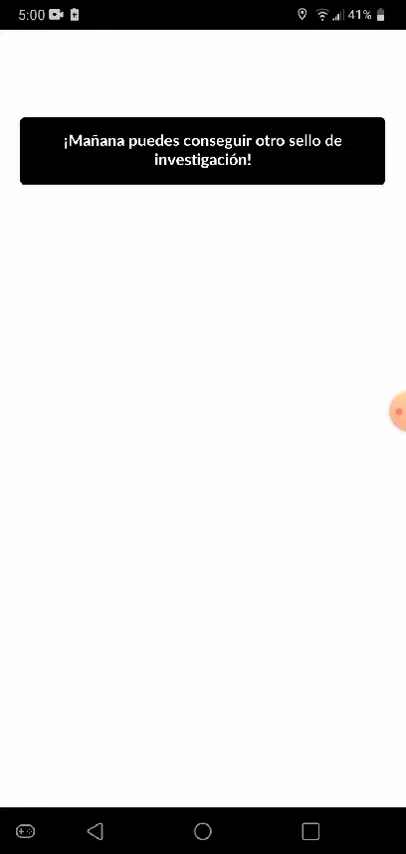 5:00
41%
¡Mañana puedes conseguir otro sello de
investigación!